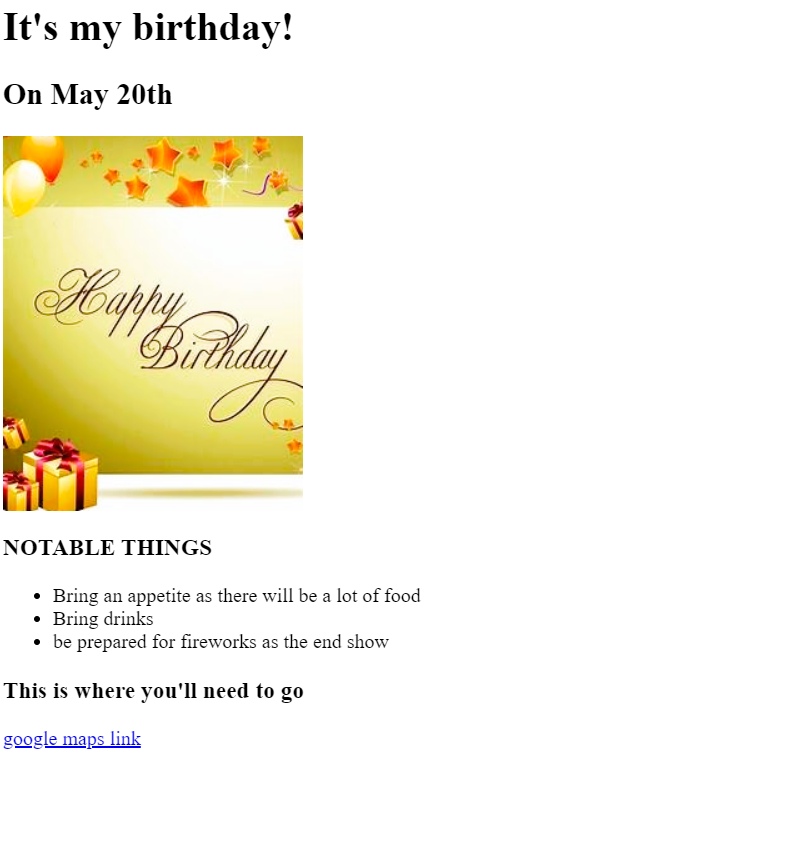 It's my birthday!
On May 20th
Happy
Birthday
NOTABLE THINGS
Bring an appetite as there will be a lot of food
Bring drinks
be prepared for fireworks as the end show
This is where you'll need to go
google maps link